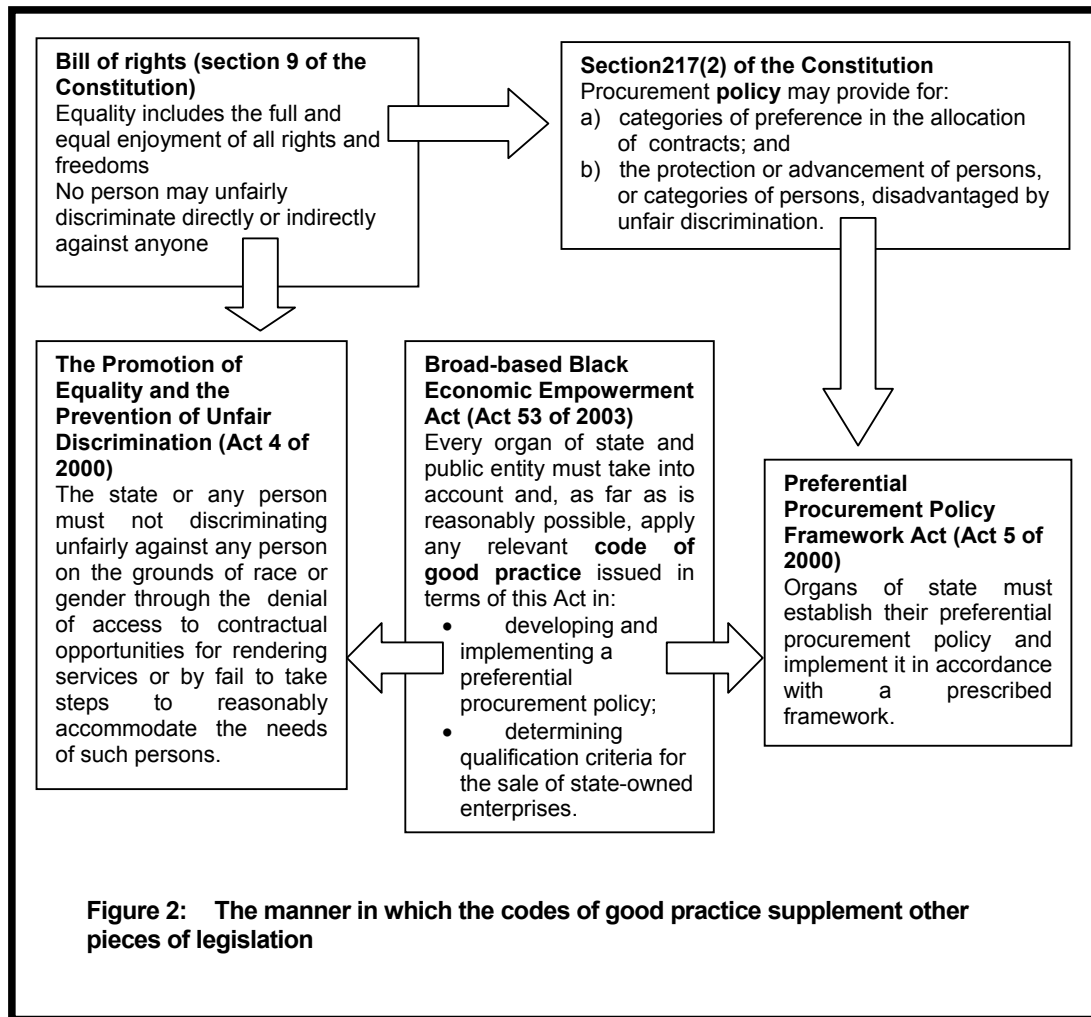 Bill of rights (section 9 of the
Constitution)
Equality includes the full and
equal enjoyment of all rights and
freedoms
No person may unfairly
discriminate directly or indirectly
against anyone
Section217(2) of the Constitution
Procurement policy may provide for:
a) categories of preference in the allocation
of contracts; and
b) the protection or advancement of persons,
or categories of persons, disadvantaged by
unfair discrimination.
The Promotion of
Equality and the
Prevention of Unfair
Discrimination (Act 4 of
2000)
The state or any person
must not discriminating
unfairly against any person
on the grounds of race or
gender through the denial
of access to contractual
opportunities for rendering
services or by fail to take
steps to reasonably
accommodate the needs
of such persons.
Broad-based Black
Economic Empowerment
Act (Act 53 of 2003)
Every organ of state and
public entity must take into
account and, as far as is
reasonably possible, apply
any relevant code of
good practice issued in
terms of this Act in:
• developing and
implementing a
preferential
procurement policy;
• determining
qualification criteria for
the sale of state-owned
enterprises.
Preferential
Procurement Policy
Framework Act (Act 5 of
2000)
Organs of state must
establish their preferential
procurement policy and
implement it in accordance
with a prescribed
framework.
Figure 2: The manner in which the codes of good practice supplement other
pieces of legislation